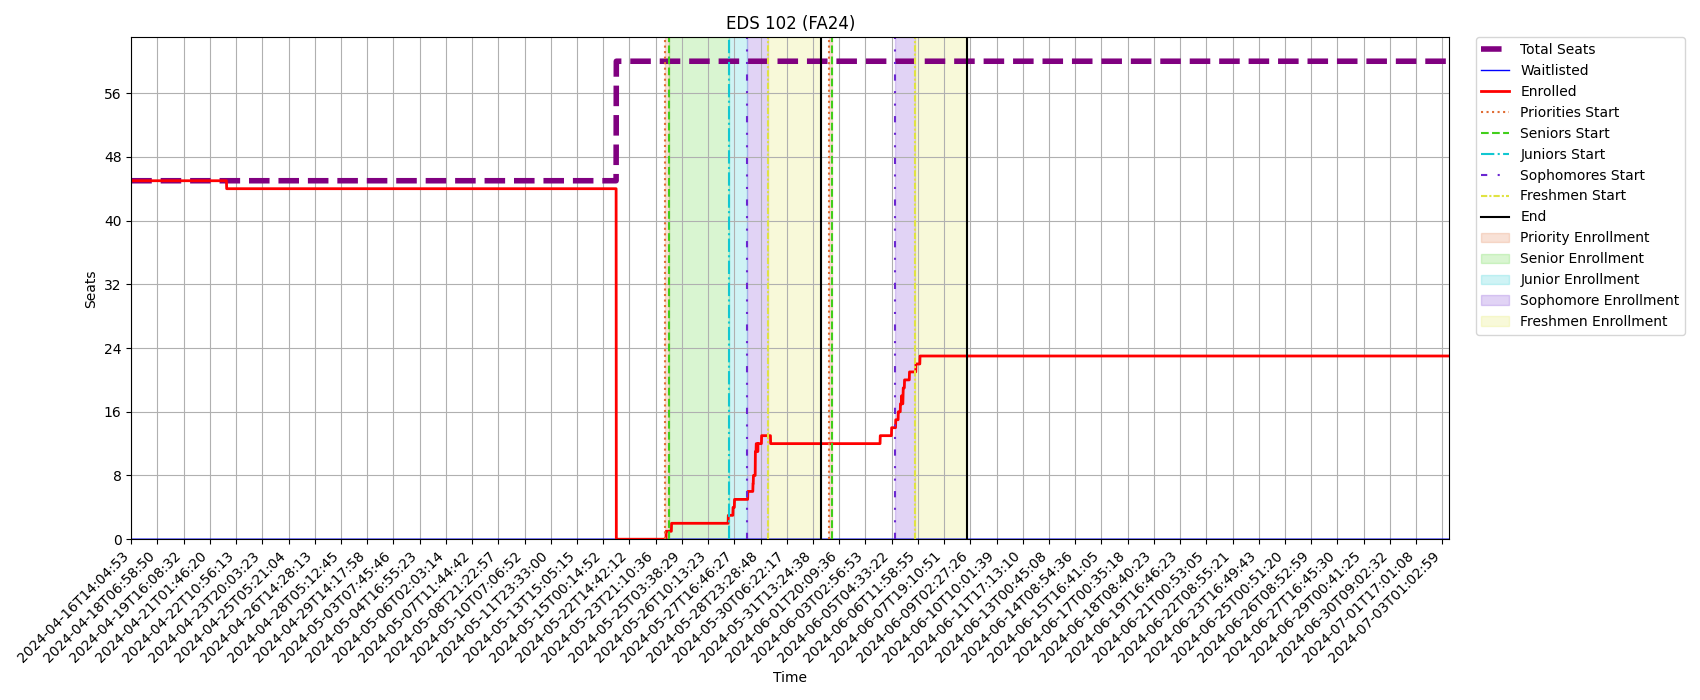 EDS 102 (FA24)
Total Seats
Waitlisted
Enrolled
Priorities Start
Seniors Start
Juniors Start
Sophomores Start
Freshmen Start
End
Priority Enrollment
Senior Enrollment
Junior Enrollment
Sophomore Enrollment
Freshmen Enrollment
Seats
56
48
40
32
24
16
8
0
2024-04-16T14:04:53
2024-04-18T06:58:50
2024-04-19T16:08:32
2024-04-21T01:46:20
2024-04-22T10:56:13
2024-04-23T20:03:23
2024-04-25T05:21:04
2024-04-26T14:28:13
2024-04-28T05:12:45
2024-04-29T14:17:58
2024-05-03T07:45:46
2024-05-04T16:55:23
2024-05-06T02:03:14
2024-05-07T11:44:42
2024-05-08T21:22:57
2024-05-10T07:06:52
2024-05-11T23:33:00
2024-05-13T15:05:15
2024-05-15T00:14:52
2024-05-22T14:42:12
2024-05-23T21:10:36
2024-05-25T03:38:29
2024-05-26T10:13:23
2024-05-27T16:46:27
2024-05-28T23:28:48
2024-05-30T06:22:17
2024-05-31T13:24:38
2024-06-01T20:09:36
2024-06-03T02:56:53
2024-06-05T04:33:22
2024-06-06T11:58:55
2024-06-07T19:10:51
2024-06-09T02:27:26
2024-06-10T10:01:39
2024-06-11T17:13:10
2024-06-13T00:45:08
2024-06-14T08:54:36
2024-06-15T16:41:05
2024-06-17T00:35:18
2024-06-18T08:40:23
2024-06-19T16:46:23
2024-06-21T00:53:05
2024-06-22T08:55:21
2024-06-23T16:49:43
2024-06-25T00:51:20
2024-06-26T08:52:59
2024-06-27T16:45:30
2024-06-29T00:41:25
2024-06-30T09:02:32
2024-07-01T17:01:08
2024-07-03T01:02:59
Time